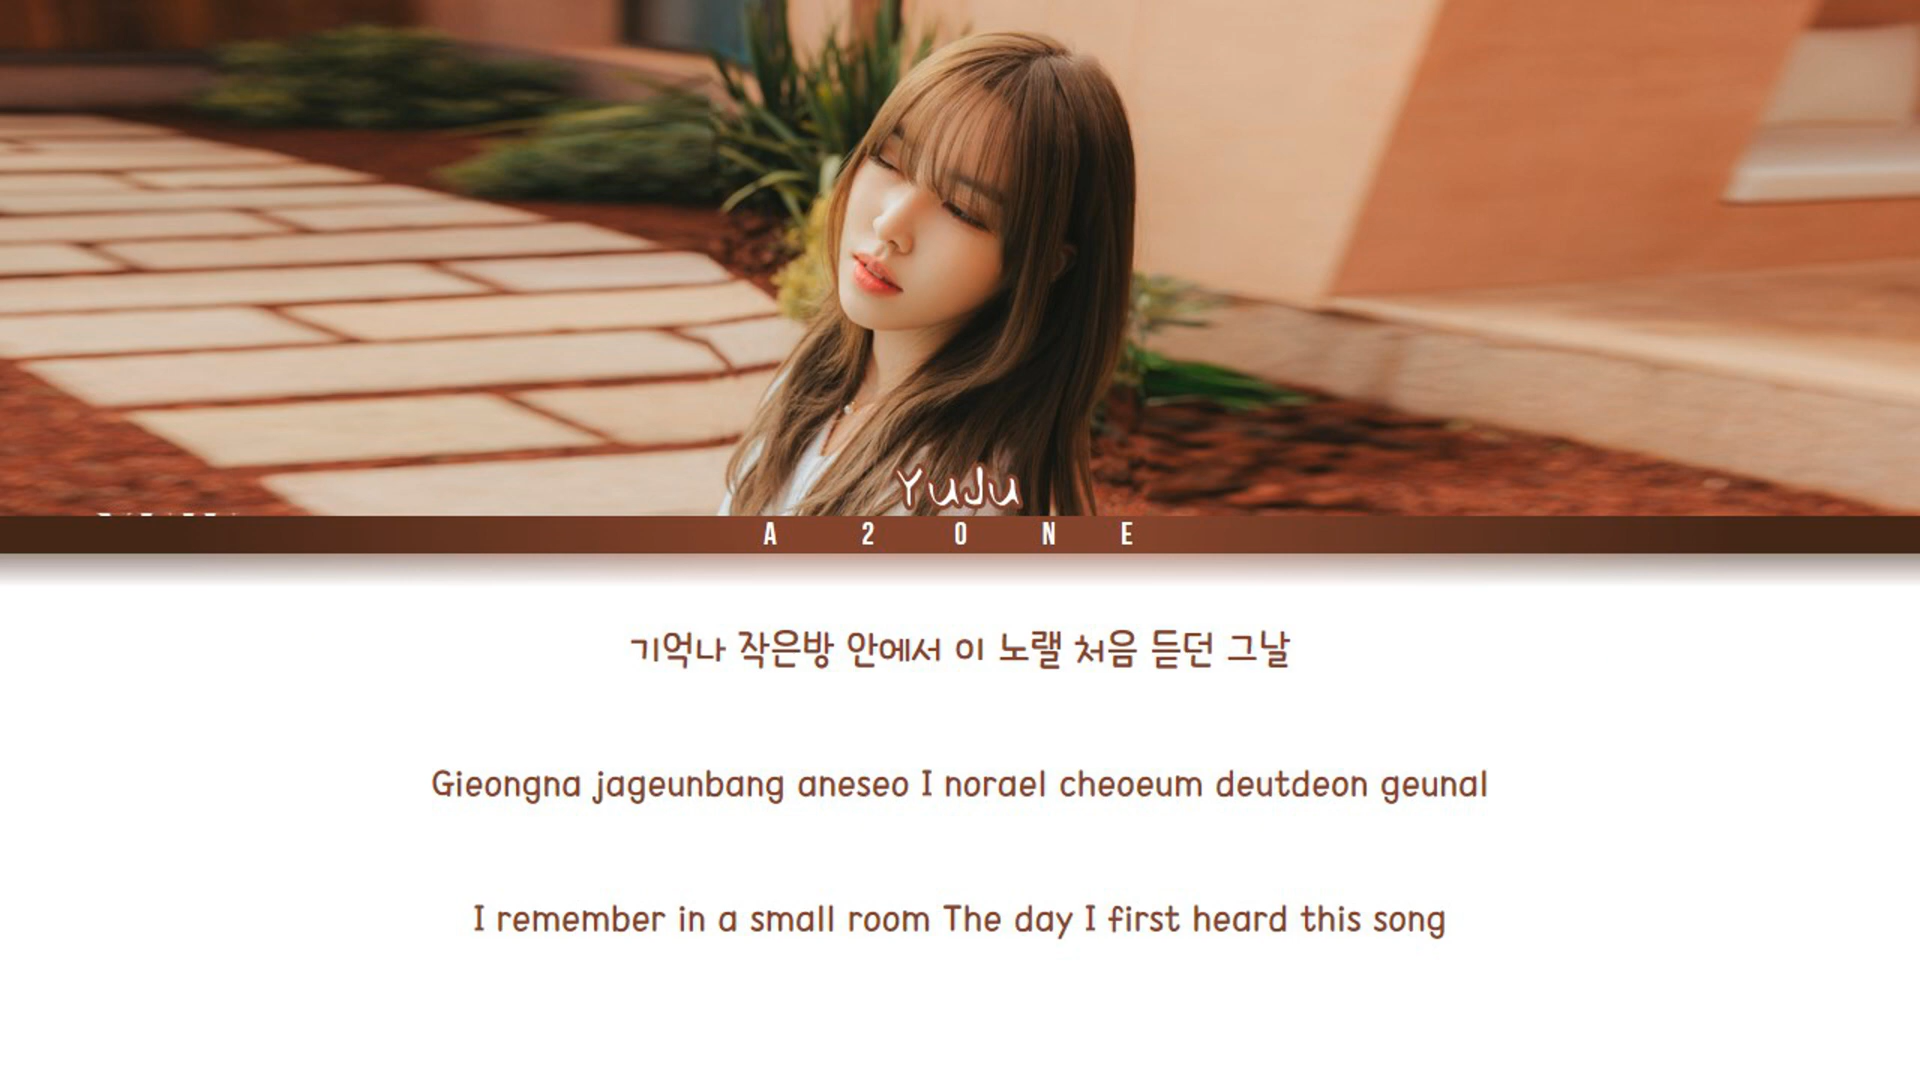 YuJu
A 2 O N E
기억나 작은방 안에서 이 노랠 처음 듣던 그날
Gieongna jageunbang aneseo I norael cheoeum deutdeon geunal
I remember in a small room The day I first heard this song